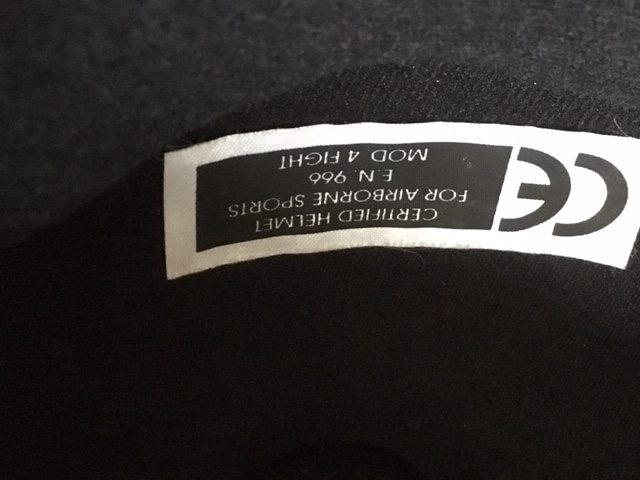 CE
CERTIFIED HELMET
FOR AIRBORNE SPORTS
E.N. 966
MOD. 4 FIGHT